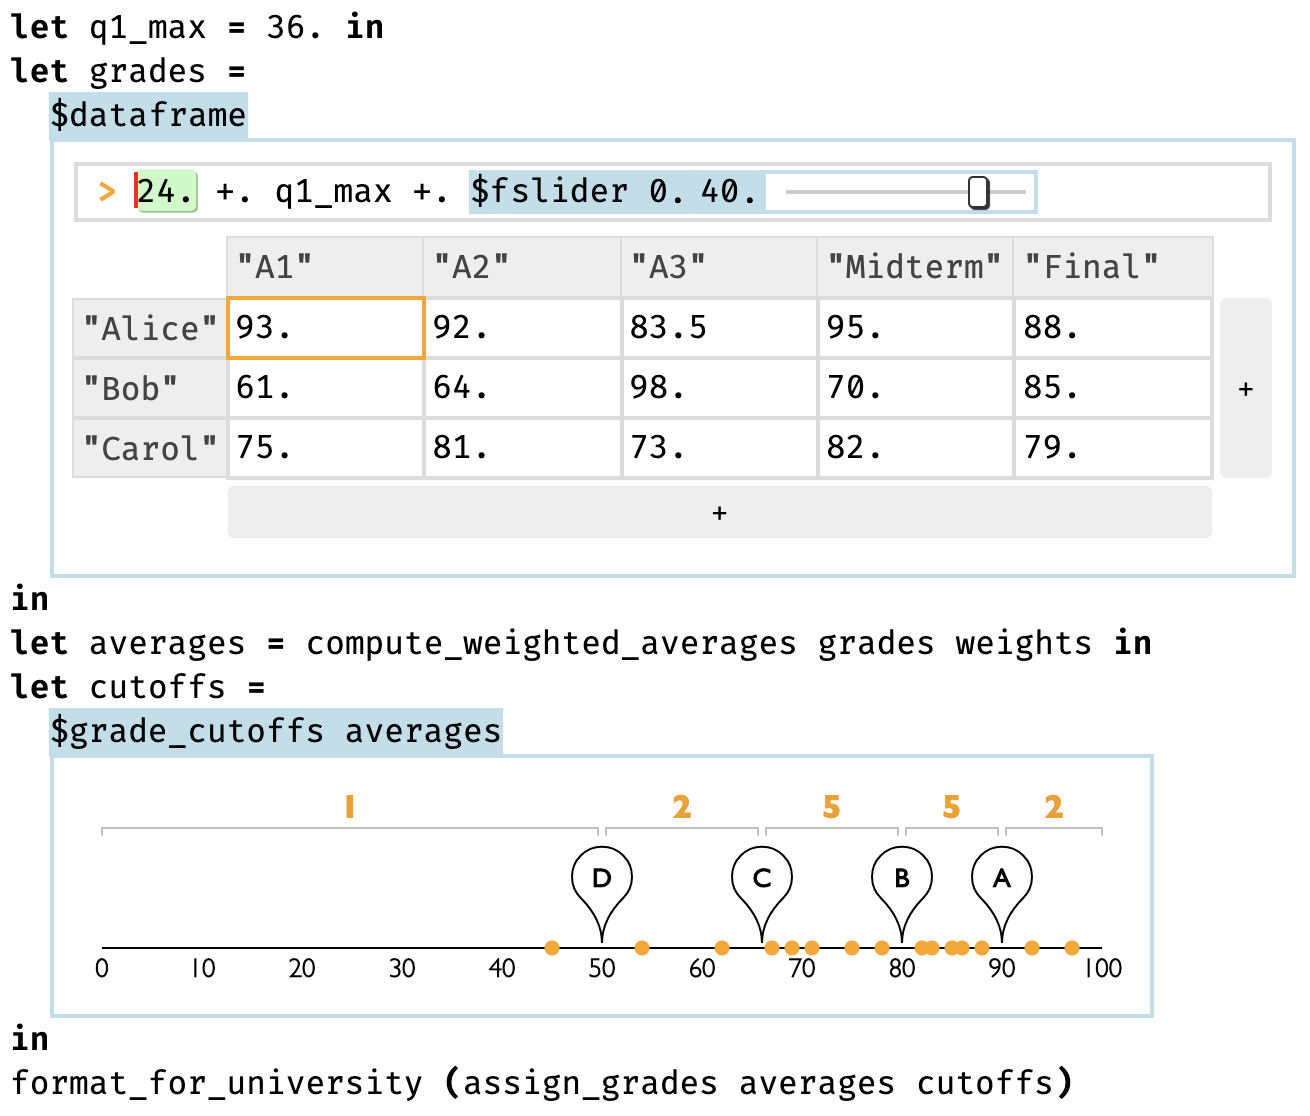 let q1_max = 36. in
let grades =
$dataframe
> 24. +. q1_max +. $fslider 0. 40.
"A1" "A2" "A3" "Midterm" "Final"
"Alice" 93. 92. 83.5 95. 88.
"Bob" 61. 64. 98. 70. 85. +
"Carol" 75. 81. 73. 82. 79.
+
in
let averages = compute_weighted_averages grades weights in
let cutoffs =
$grade_cutoffs averages
1 2 5 5 2
D C B A
0 10 20 30 40 50 60 70 80 90 100
in
format_for_university (assign_grades averages cutoffs)